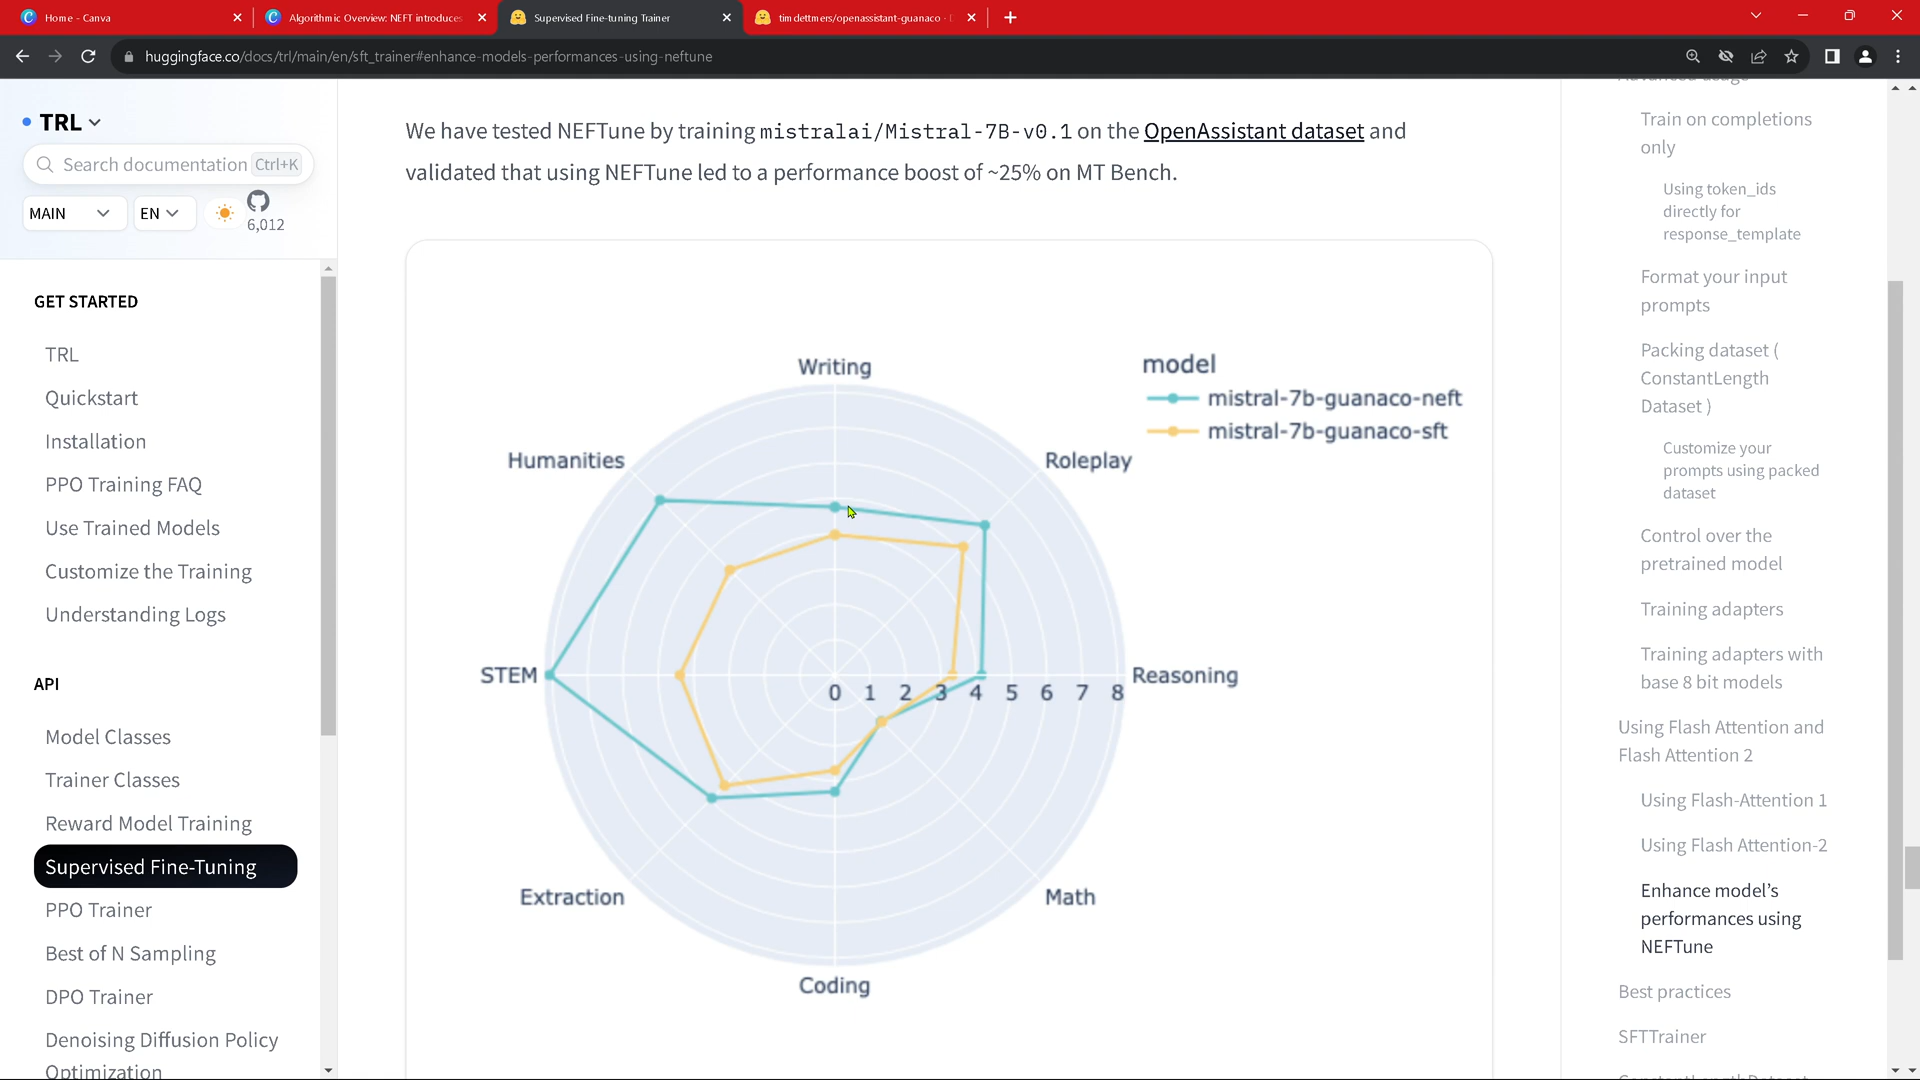 Home - Canva
Algorithmic Overview: NEFT introduces
Supervised Fine-tuning Trainer
timdettmers/openassistant-guanaco · D
huggingface.co/docs/trl/main/en/sft_trainer#enhance-models-performances-using-neftune
TRL
Search documentation Ctrl+K
MAIN
EN
6,012
GET STARTED
TRL
Quickstart
Installation
PPO Training FAQ
Use Trained Models
Customize the Training
Understanding Logs
API
Model Classes
Trainer Classes
Reward Model Training
Supervised Fine-Tuning
PPO Trainer
Best of N Sampling
DPO Trainer
Denoising Diffusion Policy
Optimization
We have tested NEFTune by training mistralai/Mistral-7B-v0.1 on the OpenAssistant dataset and
validated that using NEFTune led to a performance boost of ~25% on MT Bench.
model
mistral-7b-guanaco-neft
mistral-7b-guanaco-sft
Writing
Roleplay
Humanities
STEM
Reasoning
0 1 2 3 4 5 6 7 8
Extraction
Math
Coding
Advanced usage
Train on completions
only
Using token_ids
directly for
response_template
Format your input
prompts
Packing dataset (
ConstantLength
Dataset )
Customize your
prompts using packed
dataset
Control over the
pretrained model
Training adapters
Training adapters with
base 8 bit models
Using Flash Attention and
Flash Attention 2
Using Flash-Attention 1
Using Flash Attention-2
Enhance model’s
performances using
NEFTune
Best practices
SFTTrainer
ConstantLengthDataset